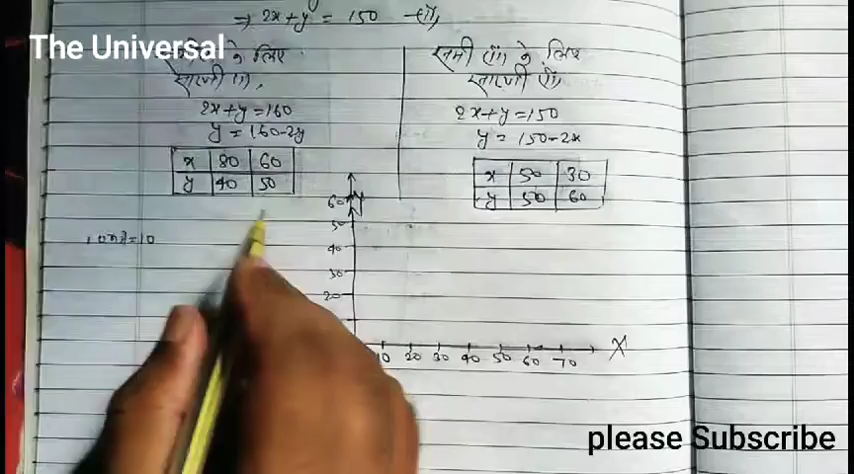 ⇒ 2x+y = 150 -(ii)
The Universal
के लिए
सारणी (i),
2x+y=160
y = 160-2y
x 80 60
y 40 50
समी (ii) के लिए
सारणी (ii)
2x+y=150
y = 150-2x
x 50 30
y 50 60
Y
60
50
40
30
20
=10
10 20 30 40 50 60 70
X
please Subscribe